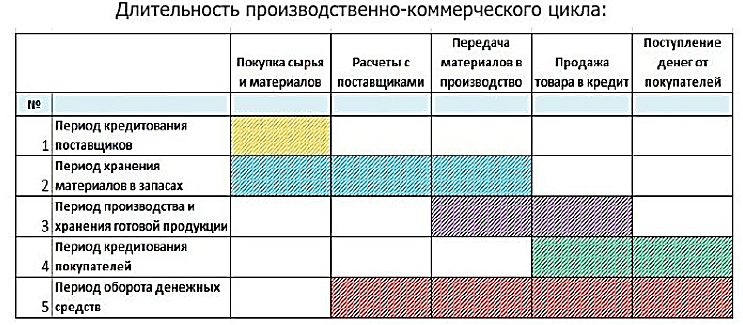 Длительность производственно-коммерческого цикла:
Покупка сырья
и материалов
Расчеты с
поставщиками
Передача
материалов в
производство
Продажа
товара в кредит
Поступление
денег от
покупателей
№
1 Период кредитования
поставщиков
2 Период хранения
материалов в запасах
3 Период производства и
хранения готовой продукции
4 Период кредитования
покупателей
5 Период оборота денежных
средств